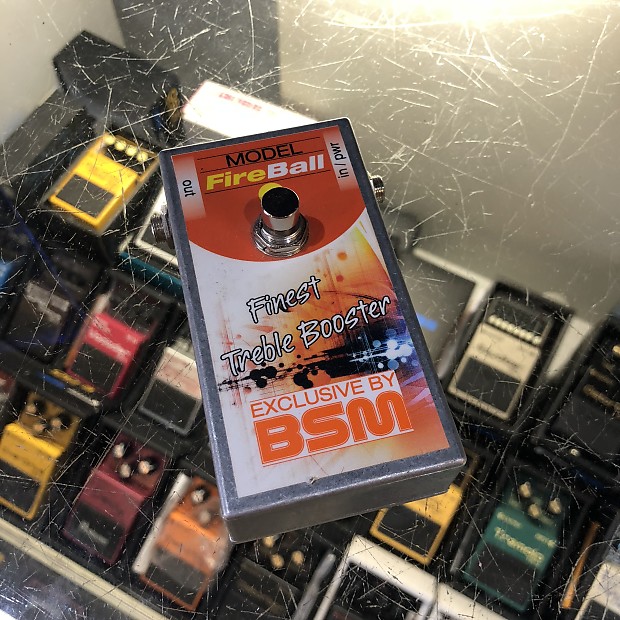 MODEL
FireBall
out
in / pwr
Finest
Treble Booster
EXCLUSIVE BY
BSM